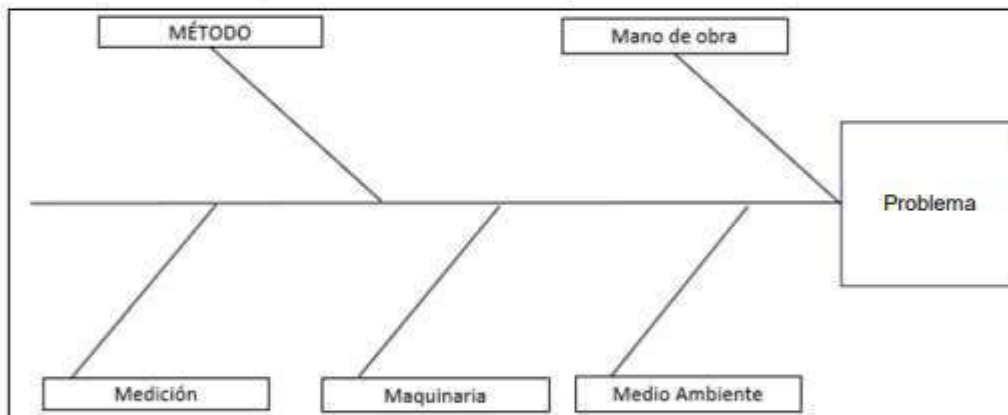 MÉTODO
Mano de obra
Problema
Medición
Maquinaria
Medio Ambiente